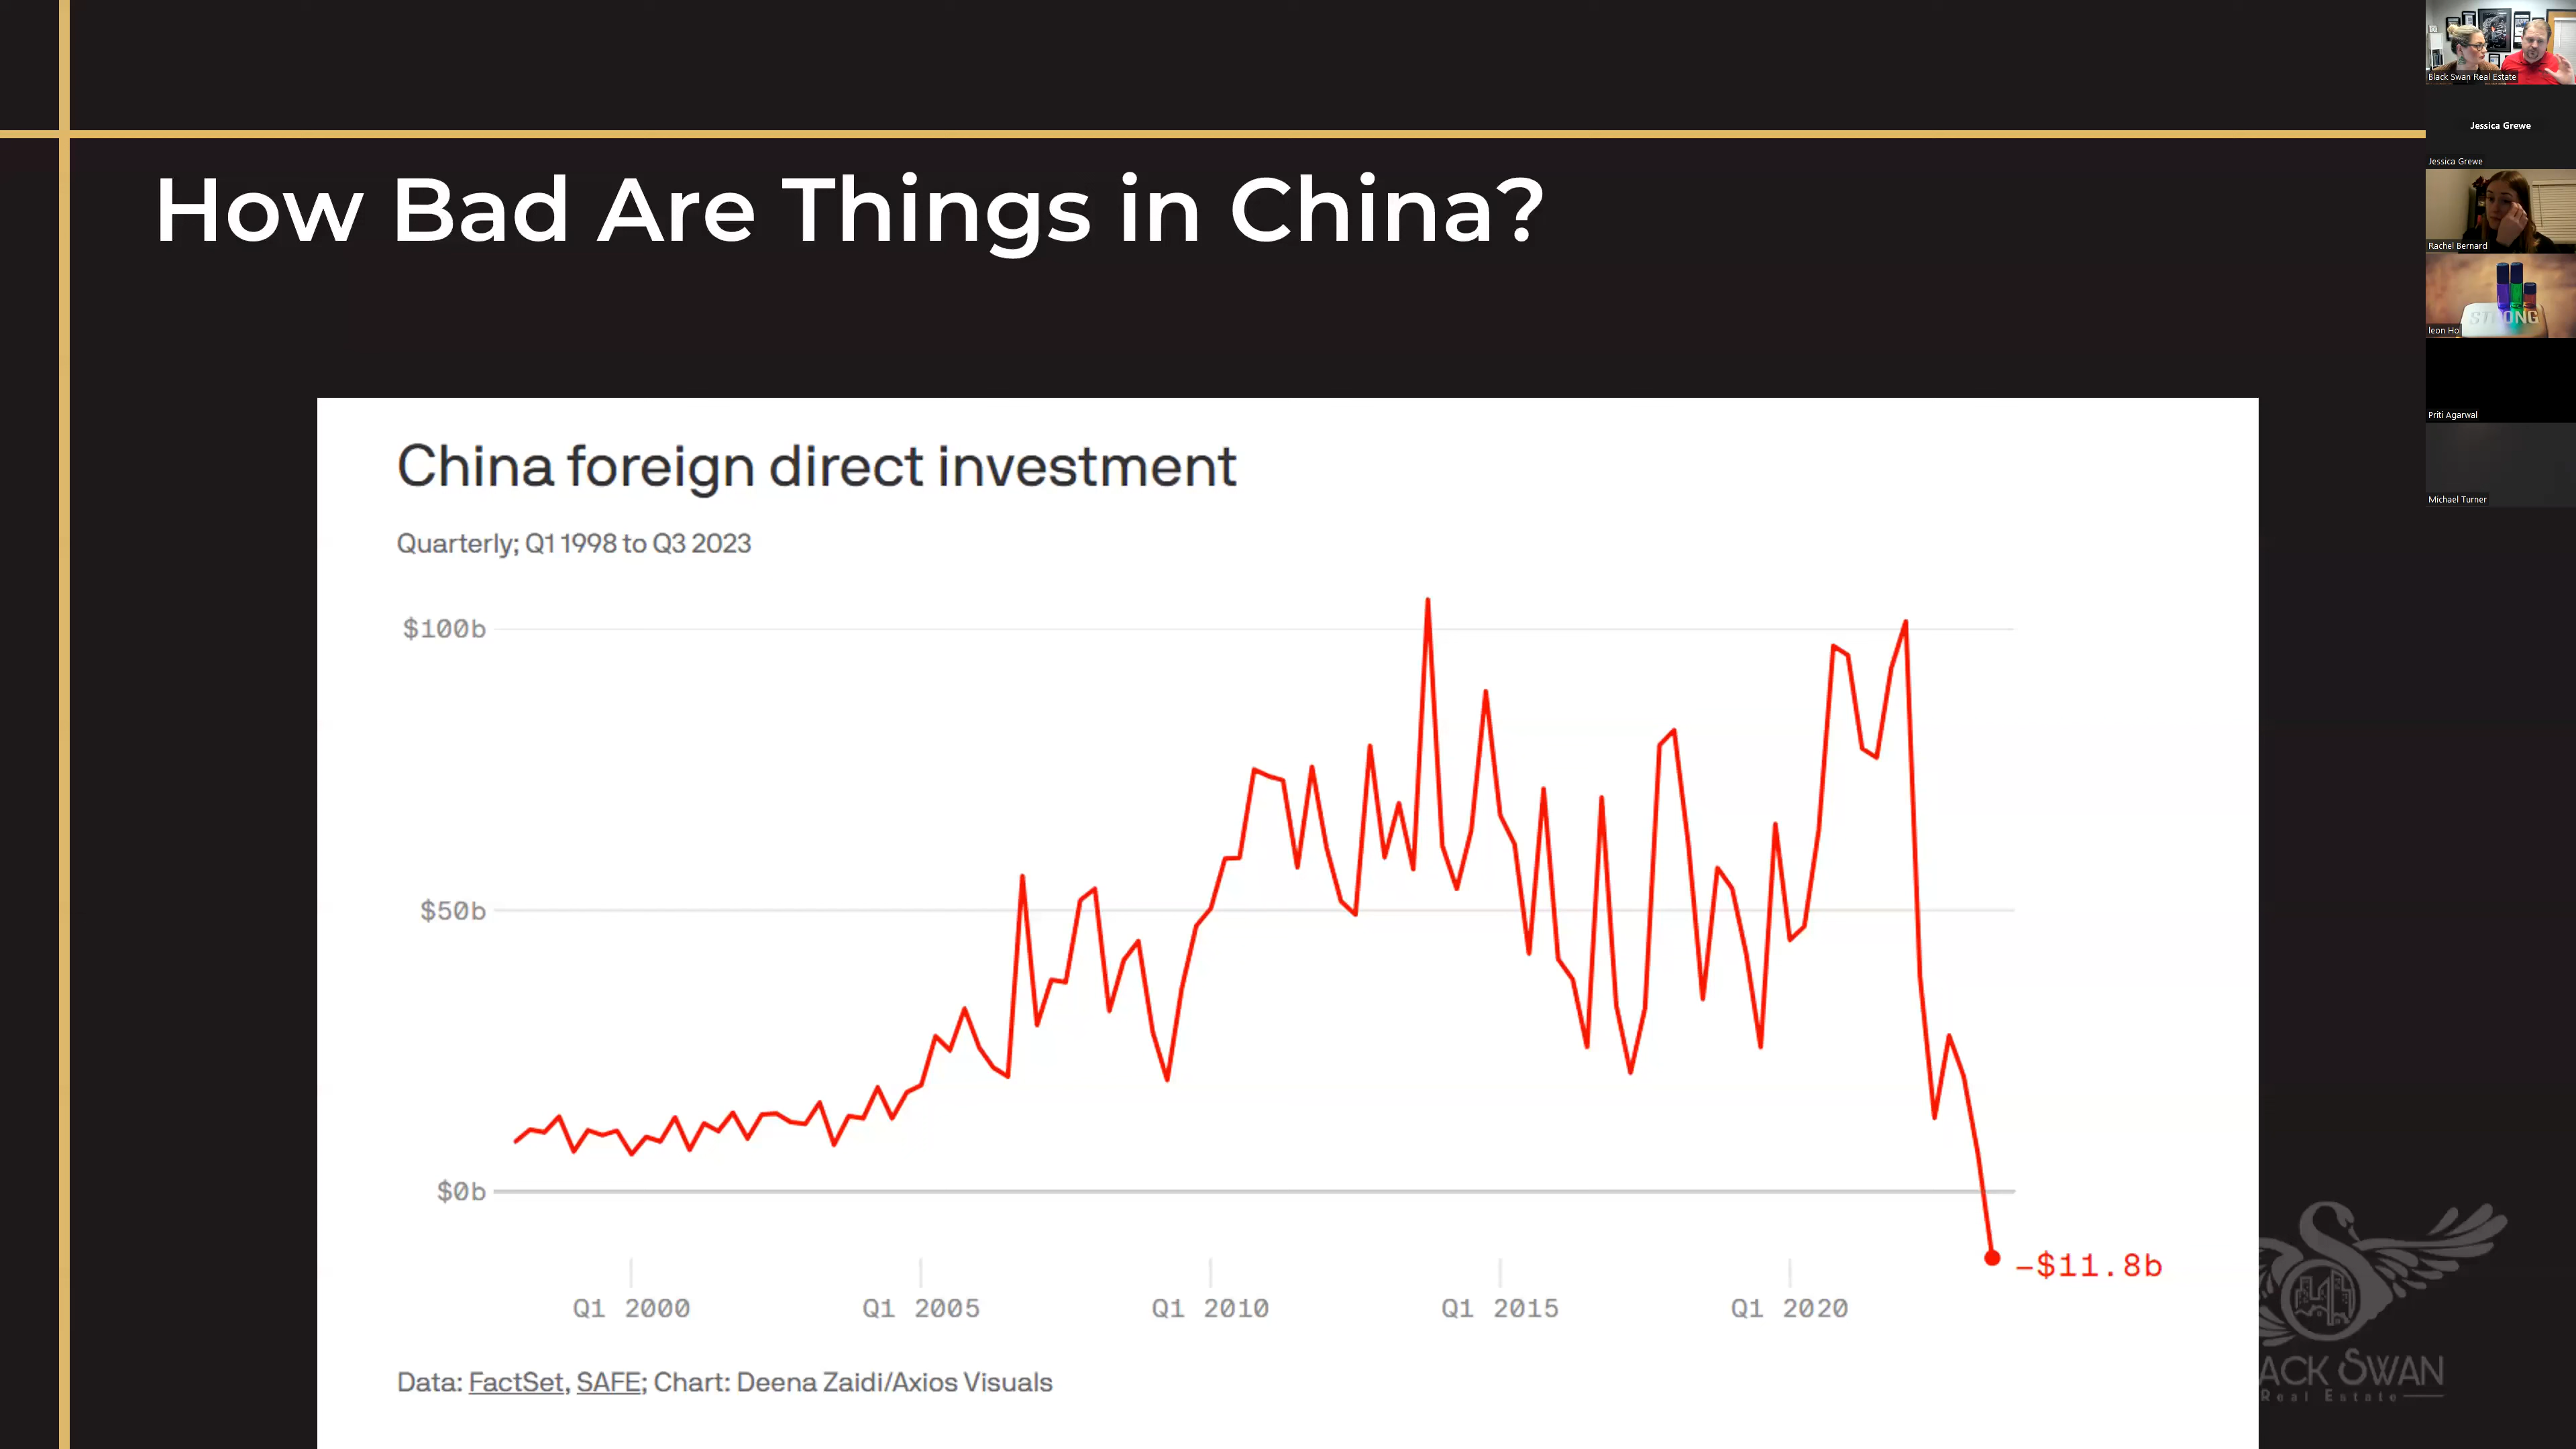 How Bad Are Things in China?
China foreign direct investment
Quarterly; Q1 1998 to Q3 2023
$100b
$50b
$0b
–$11.8b
Q1 2000
Q1 2005
Q1 2010
Q1 2015
Q1 2020
Data: FactSet, SAFE; Chart: Deena Zaidi/Axios Visuals
ACK SWAN
Real Estate
Black Swan Real Estate
Jessica Grewe
Jessica Grewe
Rachel Bernard
STRONG
leon Ho
Priti Agarwal
Michael Turner